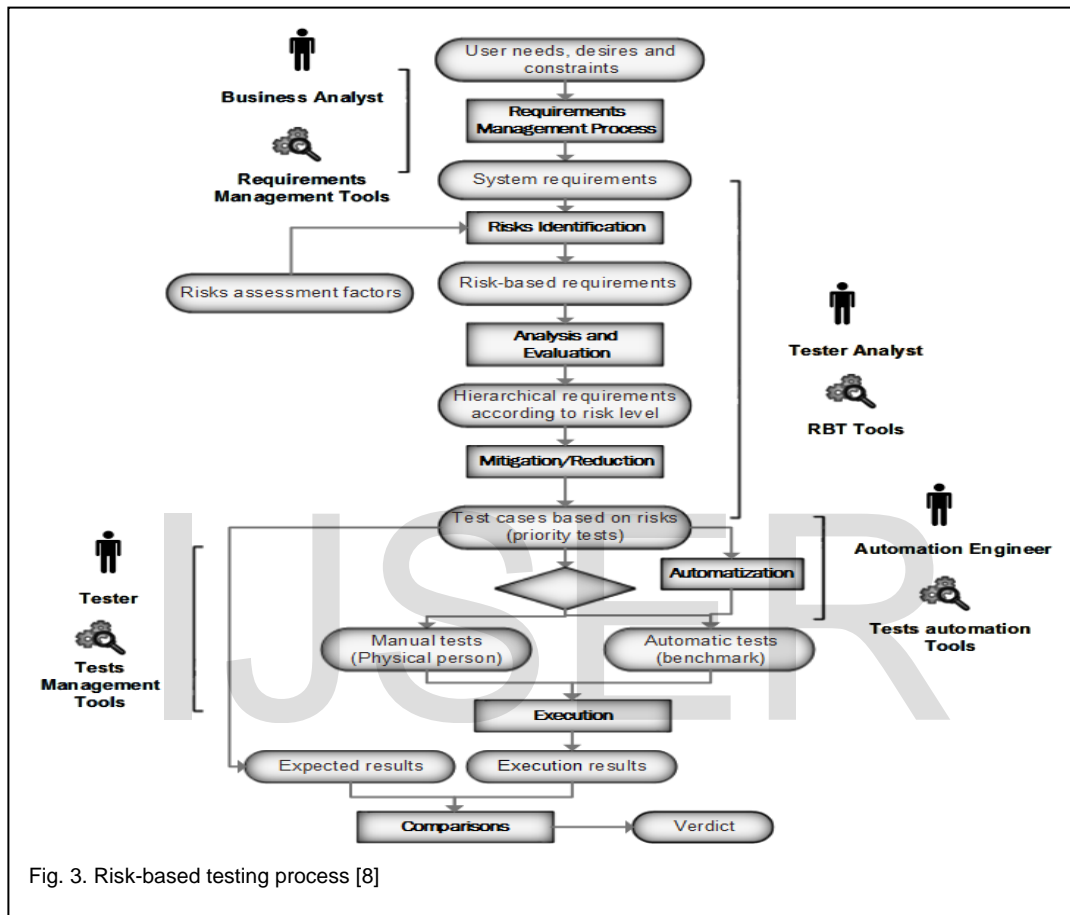 User needs, desires and
constraints
Business Analyst
Requirements
Management Process
Requirements
Management Tools
System requirements
Risks Identification
Risks assessment factors
Risk-based requirements
Analysis and
Evaluation
Tester Analyst
Hierarchical requirements
according to risk level
RBT Tools
Mitigation/Reduction
Test cases based on risks
(priority tests)
Automation Engineer
Automatization
Tester
Tests automation
Tools
Manual tests
(Physical person)
Automatic tests
(benchmark)
Tests
Management
Tools
Execution
Expected results
Execution results
Comparisons
Verdict
IJSER
Fig. 3. Risk-based testing process [8]